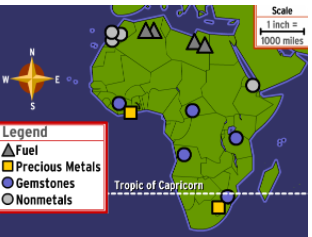 Scale
1 inch =
1000 miles
N
W
E
S
Legend
Fuel
Precious Metals
Gemstones
Nonmetals
Tropic of Capricorn